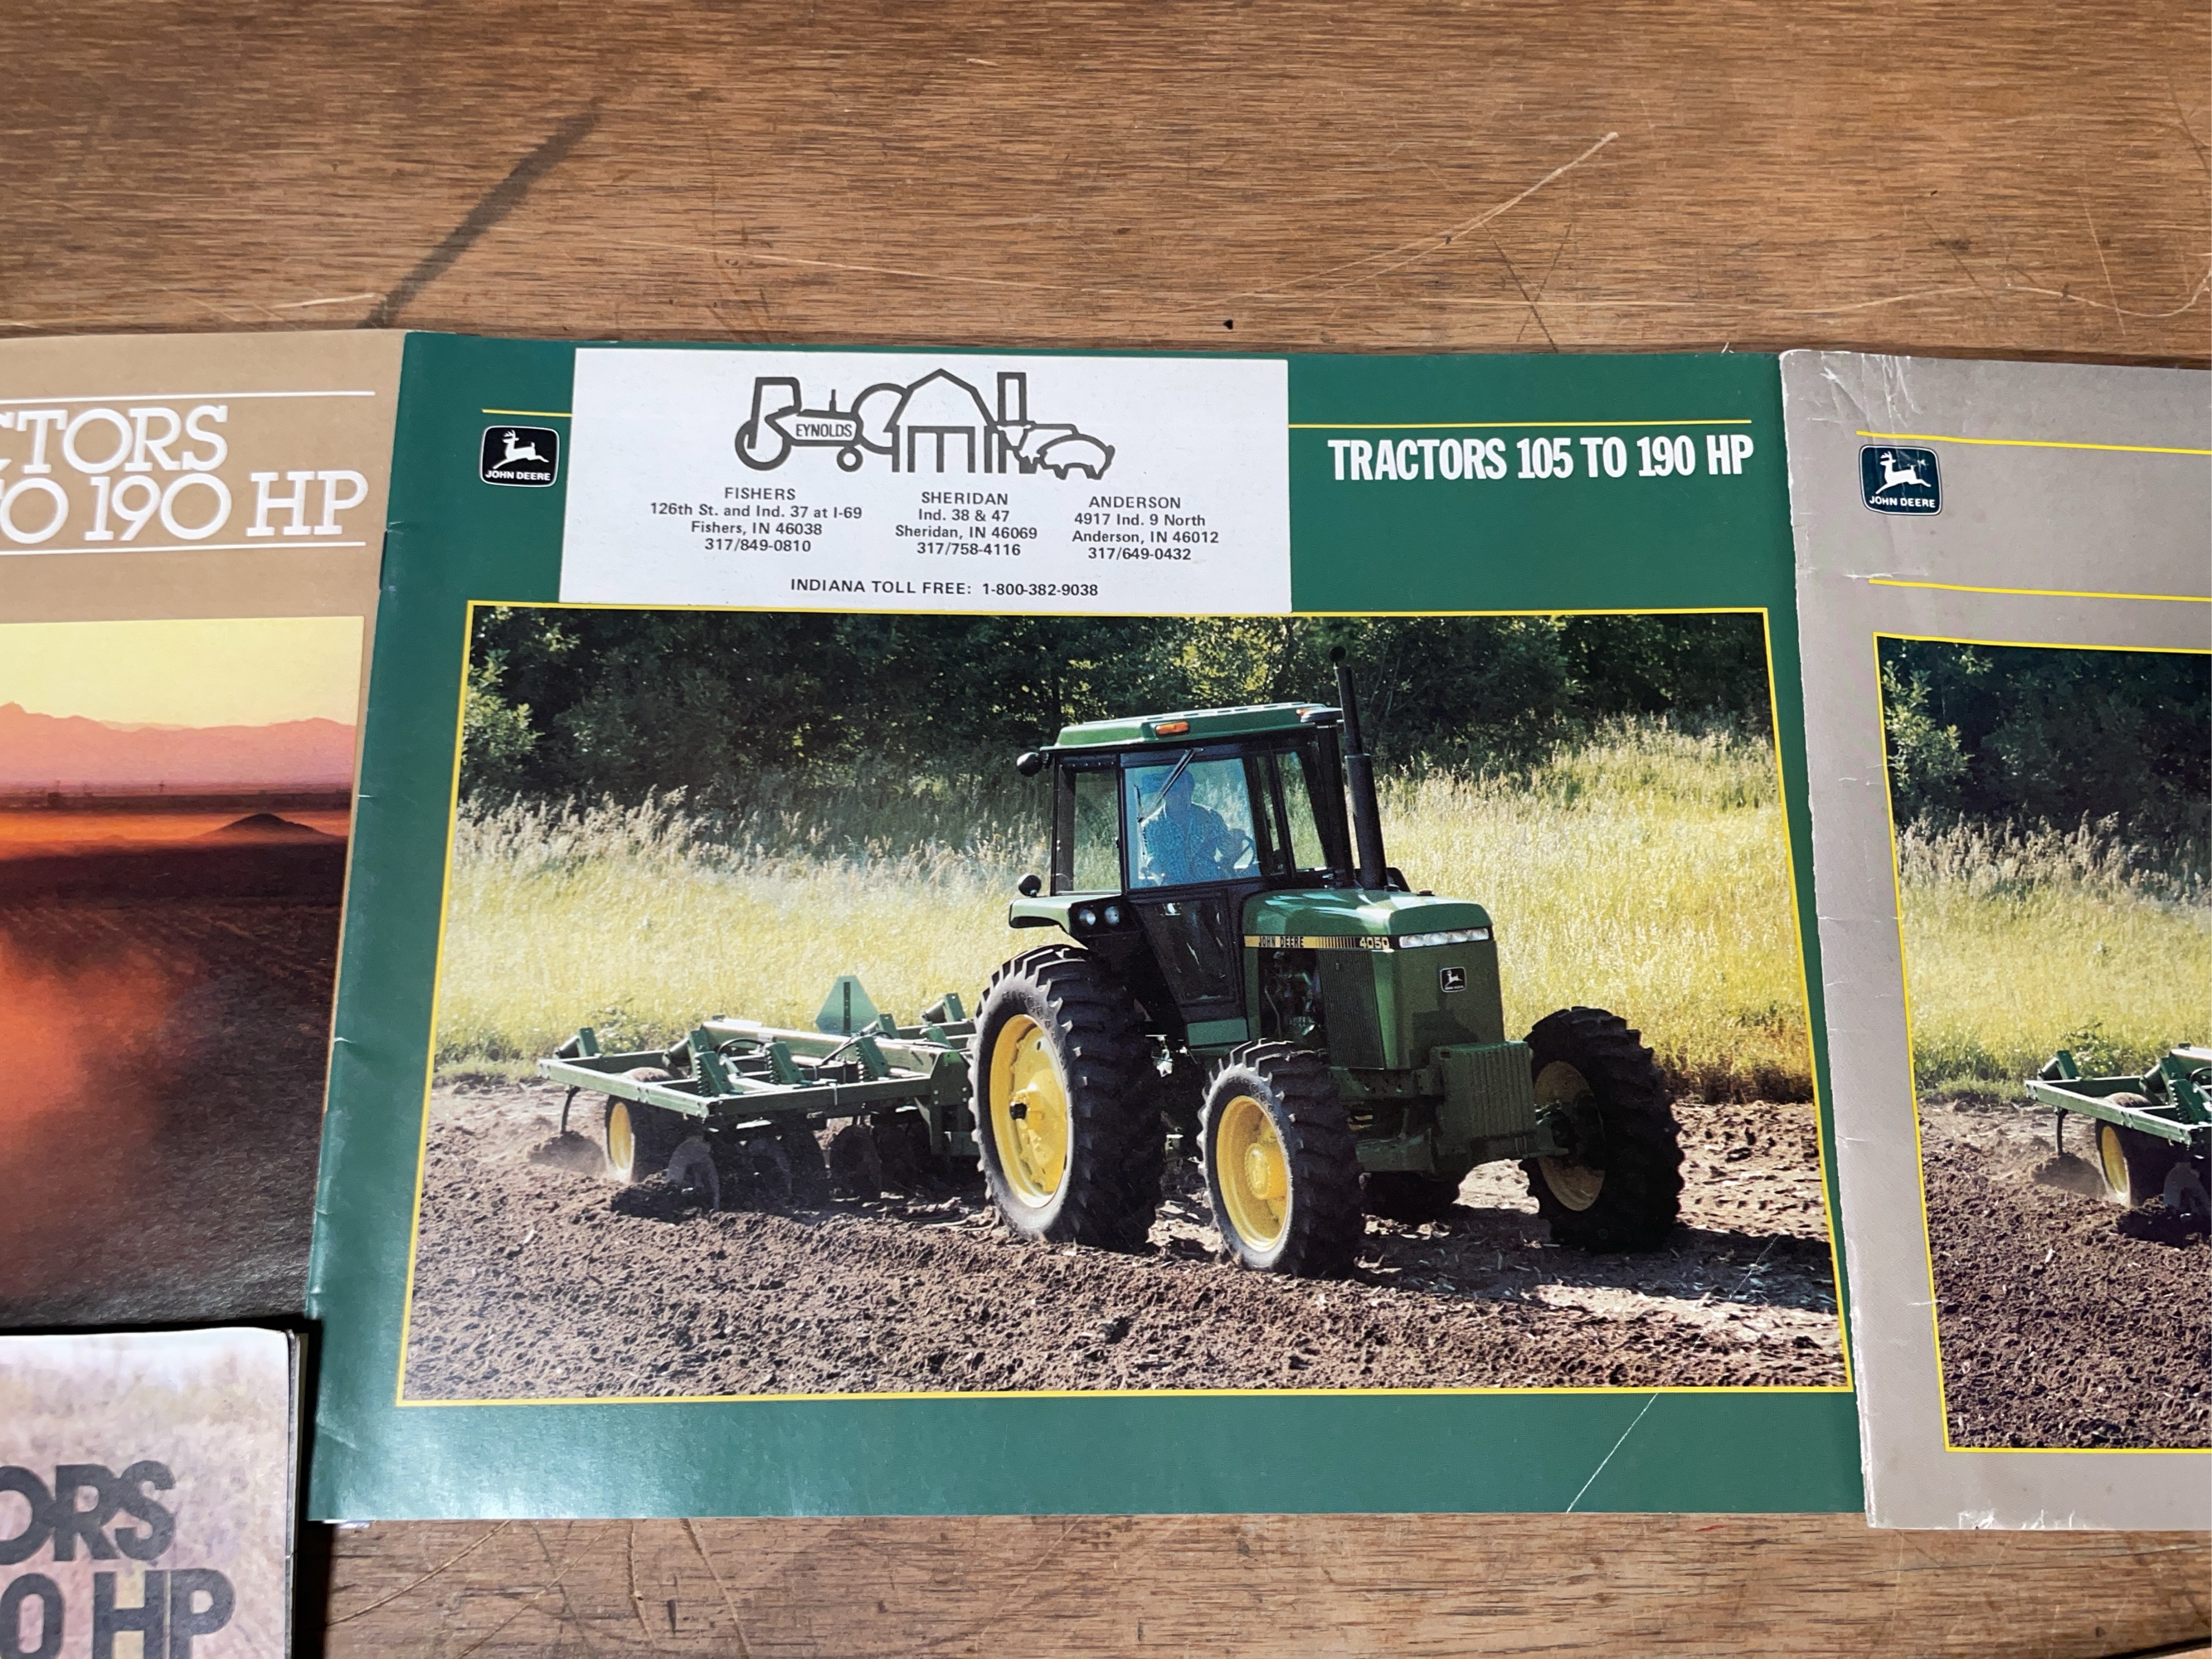 CTORS
TO 190 HP
JOHN DEERE
REYNOLDS
FARM
FISHERS
126th St. and Ind. 37 at I-69
Fishers, IN 46038
317/849-0810
SHERIDAN
Ind. 38 & 47
Sheridan, IN 46069
317/758-4116
ANDERSON
4917 Ind. 9 North
Anderson, IN 46012
317/649-0432
INDIANA TOLL FREE: 1-800-382-9038
TRACTORS 105 TO 190 HP
JOHN DEERE 4050
JOHN DEERE
ORS
0 HP